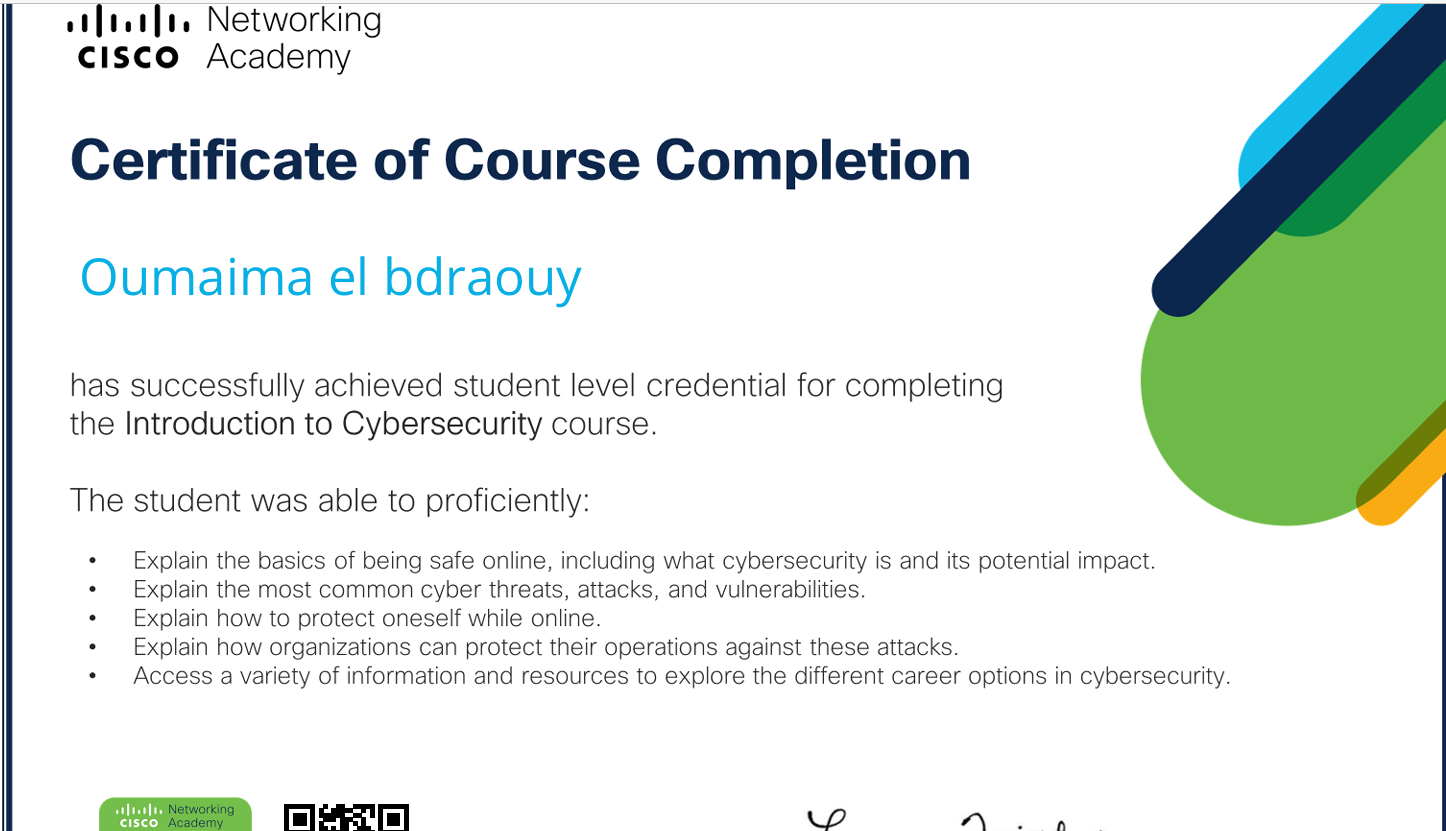 Networking
CISCO Academy
Certificate of Course Completion
Oumaima el bdraouy
has successfully achieved student level credential for completing
the Introduction to Cybersecurity course.
The student was able to proficiently:
• Explain the basics of being safe online, including what cybersecurity is and its potential impact.
• Explain the most common cyber threats, attacks, and vulnerabilities.
• Explain how to protect oneself while online.
• Explain how organizations can protect their operations against these attacks.
• Access a variety of information and resources to explore the different career options in cybersecurity.
Networking
CISCO Academy